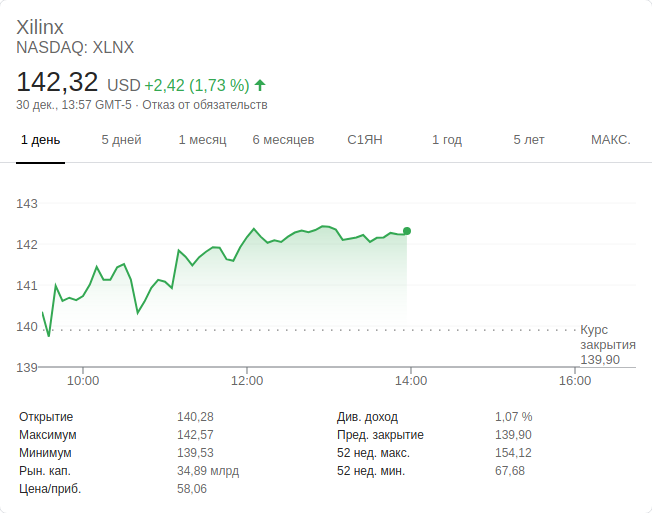 Xilinx
NASDAQ: XLNX
142,32 USD +2,42 (1,73 %)
30 дек., 13:57 GMT-5 · Отказ от обязательств
1 день 5 дней 1 месяц 6 месяцев С1ЯН 1 год 5 лет МАКС.
143
142
141
140
Курс
закрытия
139,90
139
10:00 12:00 14:00 16:00
Открытие 140,28 Див. доход 1,07 %
Максимум 142,57 Пред. закрытие 139,90
Минимум 139,53 52 нед. макс. 154,12
Рын. кап. 34,89 млрд 52 нед. мин. 67,68
Цена/приб. 58,06